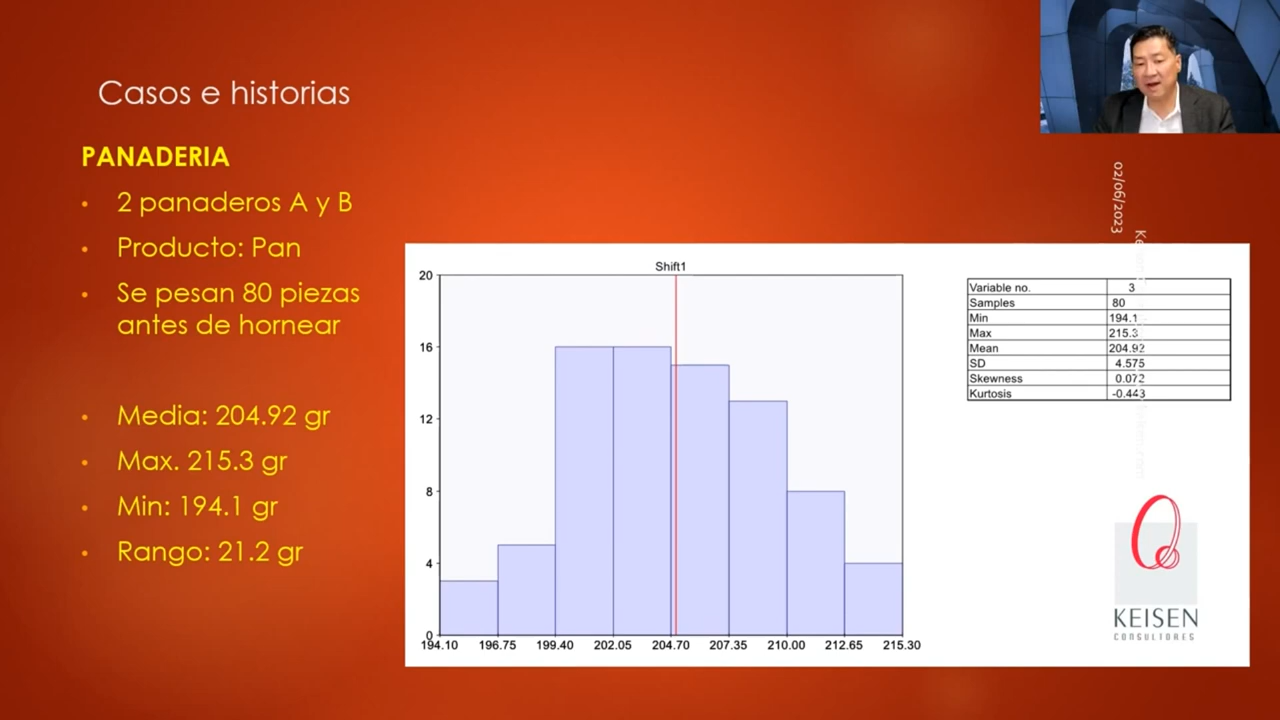 Casos e historias
PANADERIA
• 2 panaderos A y B
• Producto: Pan
• Se pesan 80 piezas
antes de hornear
• Media: 204.92 gr
• Max. 215.3 gr
• Min: 194.1 gr
• Rango: 21.2 gr
02/06/2023
Shift1
20
16
12
8
4
0
194.10 196.75 199.40 202.05 204.70 207.35 210.00 212.65 215.30
Variable no. 3
Samples 80
Min 194.1
Max 215.3
Mean 204.92
SD 4.575
Skewness 0.072
Kurtosis -0.443
KEISEN
CONSULTORES